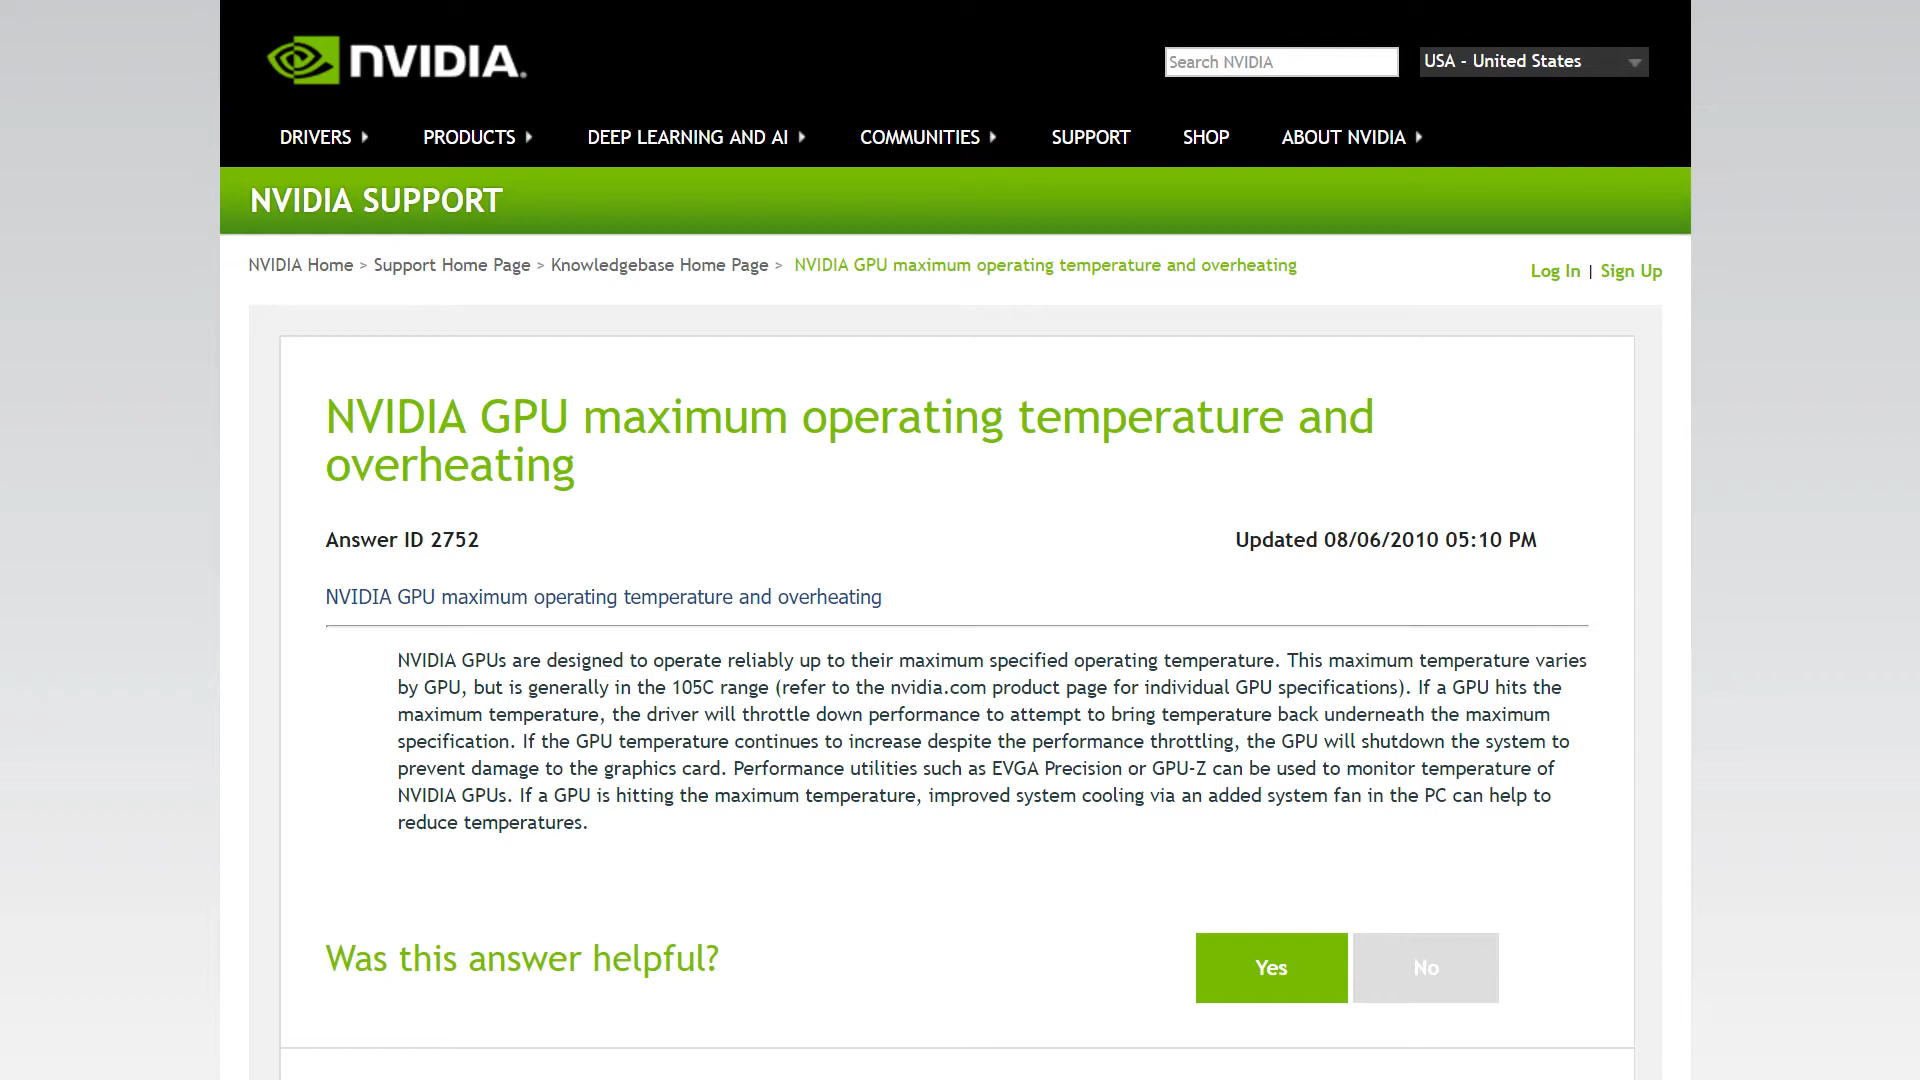 NVIDIA.
Search NVIDIA
USA - United States
DRIVERS PRODUCTS DEEP LEARNING AND AI COMMUNITIES SUPPORT SHOP ABOUT NVIDIA
NVIDIA SUPPORT
NVIDIA Home > Support Home Page > Knowledgebase Home Page > NVIDIA GPU maximum operating temperature and overheating
Log In | Sign Up
NVIDIA GPU maximum operating temperature and
overheating
Answer ID 2752
Updated 08/06/2010 05:10 PM
NVIDIA GPU maximum operating temperature and overheating
NVIDIA GPUs are designed to operate reliably up to their maximum specified operating temperature. This maximum temperature varies
by GPU, but is generally in the 105C range (refer to the nvidia.com product page for individual GPU specifications). If a GPU hits the
maximum temperature, the driver will throttle down performance to attempt to bring temperature back underneath the maximum
specification. If the GPU temperature continues to increase despite the performance throttling, the GPU will shutdown the system to
prevent damage to the graphics card. Performance utilities such as EVGA Precision or GPU-Z can be used to monitor temperature of
NVIDIA GPUs. If a GPU is hitting the maximum temperature, improved system cooling via an added system fan in the PC can help to
reduce temperatures.
Was this answer helpful?
Yes
No